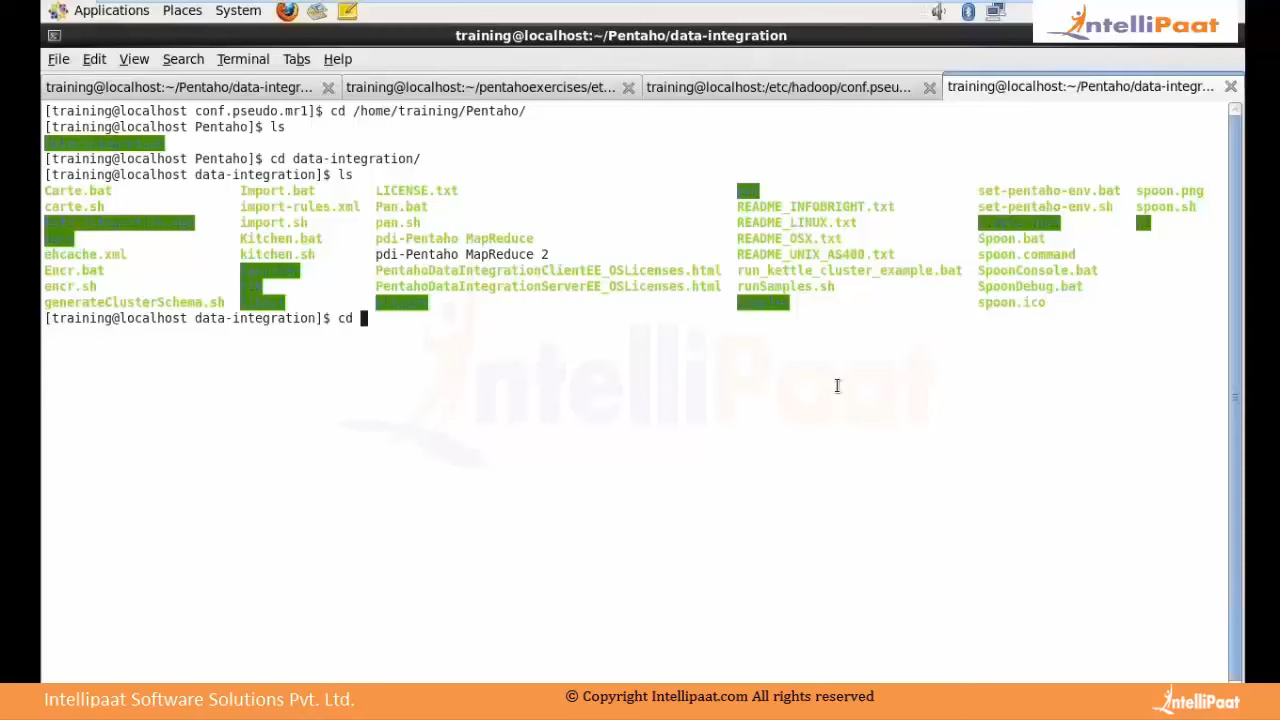 Applications Places System
IntelliPaat
training@localhost:~/Pentaho/data-integration
File Edit View Search Terminal Tabs Help
training@localhost:~/Pentaho/data-integr... training@localhost:~/pentahoexercises/et... training@localhost:/etc/hadoop/conf.pseu... training@localhost:~/Pentaho/data-integr...
[training@localhost conf.pseudo.mr1]$ cd /home/training/Pentaho/
[training@localhost Pentaho]$ ls
[training@localhost Pentaho]$ cd data-integration/
[training@localhost data-integration]$ ls
Carte.bat Import.bat LICENSE.txt set-pentaho-env.bat spoon.png
carte.sh import-rules.xml Pan.bat README_INFOBRIGHT.txt set-pentaho-env.sh spoon.sh
import.sh pan.sh README_LINUX.txt
Kitchen.bat pdi-Pentaho MapReduce README_OSX.txt Spoon.bat
ehcache.xml kitchen.sh pdi-Pentaho MapReduce 2 README_UNIX_AS400.txt spoon.command
Encr.bat PentahoDataIntegrationClientEE_OSLicenses.html run_kettle_cluster_example.bat SpoonConsole.bat
encr.sh PentahoDataIntegrationServerEE_OSLicenses.html runSamples.sh SpoonDebug.bat
generateClusterSchema.sh spoon.ico
[training@localhost data-integration]$ cd
IntelliPaat
Intellipaat Software Solutions Pvt. Ltd. © Copyright Intellipaat.com All rights reserved IntelliPaat